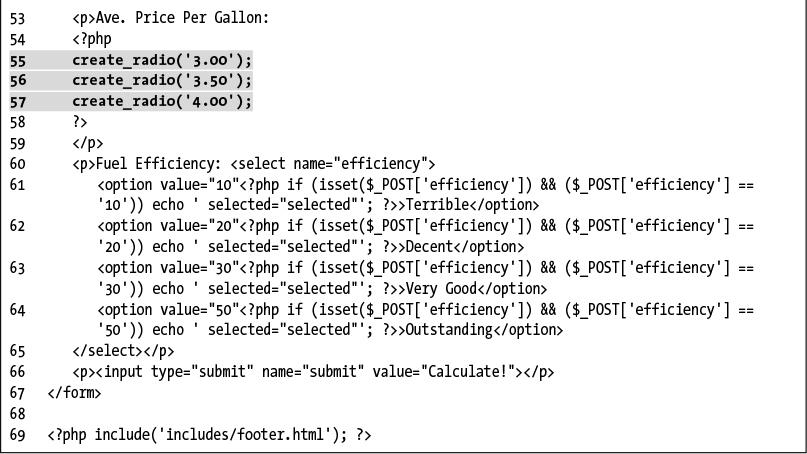 53 <p>Ave. Price Per Gallon:
54 <?php
55 create_radio('3.00');
56 create_radio('3.50');
57 create_radio('4.00');
58 ?>
59 </p>
60 <p>Fuel Efficiency: <select name="efficiency">
61 <option value="10"<?php if (isset($_POST['efficiency']) && ($_POST['efficiency'] ==
'10')) echo ' selected="selected"'; ?>>Terrible</option>
62 <option value="20"<?php if (isset($_POST['efficiency']) && ($_POST['efficiency'] ==
'20')) echo ' selected="selected"'; ?>>Decent</option>
63 <option value="30"<?php if (isset($_POST['efficiency']) && ($_POST['efficiency'] ==
'30')) echo ' selected="selected"'; ?>>Very Good</option>
64 <option value="50"<?php if (isset($_POST['efficiency']) && ($_POST['efficiency'] ==
'50')) echo ' selected="selected"'; ?>>Outstanding</option>
65 </select></p>
66 <p><input type="submit" name="submit" value="Calculate!"></p>
67 </form>
68
69 <?php include('includes/footer.html'); ?>